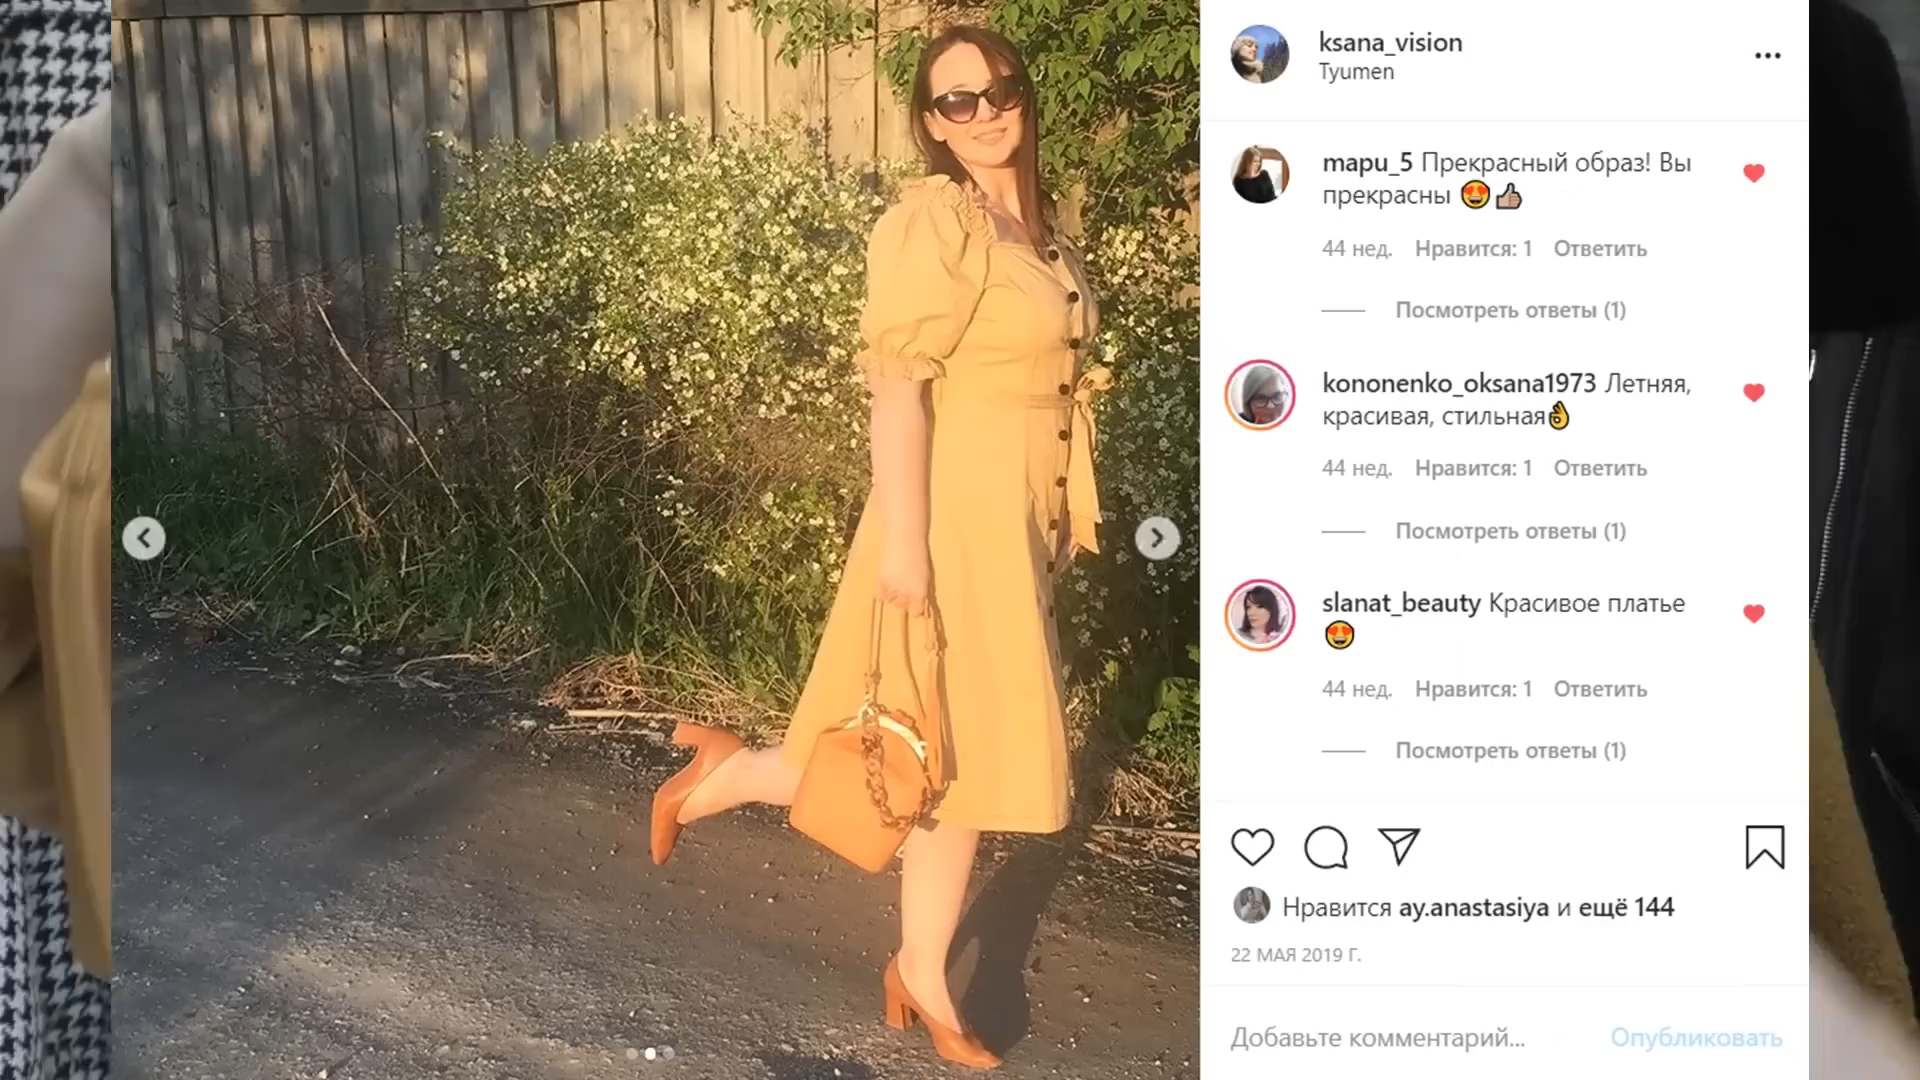 ksana_vision
Tyumen
mapu_5 Прекрасный образ! Вы
прекрасны 😍👍
44 нед. Нравится: 1 Ответить
Посмотреть ответы (1)
kononenko_oksana1973 Летняя,
красивая, стильная👌
44 нед. Нравится: 1 Ответить
Посмотреть ответы (1)
slanat_beauty Красивое платье
😍
44 нед. Нравится: 1 Ответить
Посмотреть ответы (1)
Нравится ay.anastasiya и ещё 144
22 МАЯ 2019 Г.
Добавьте комментарий... Опубликовать